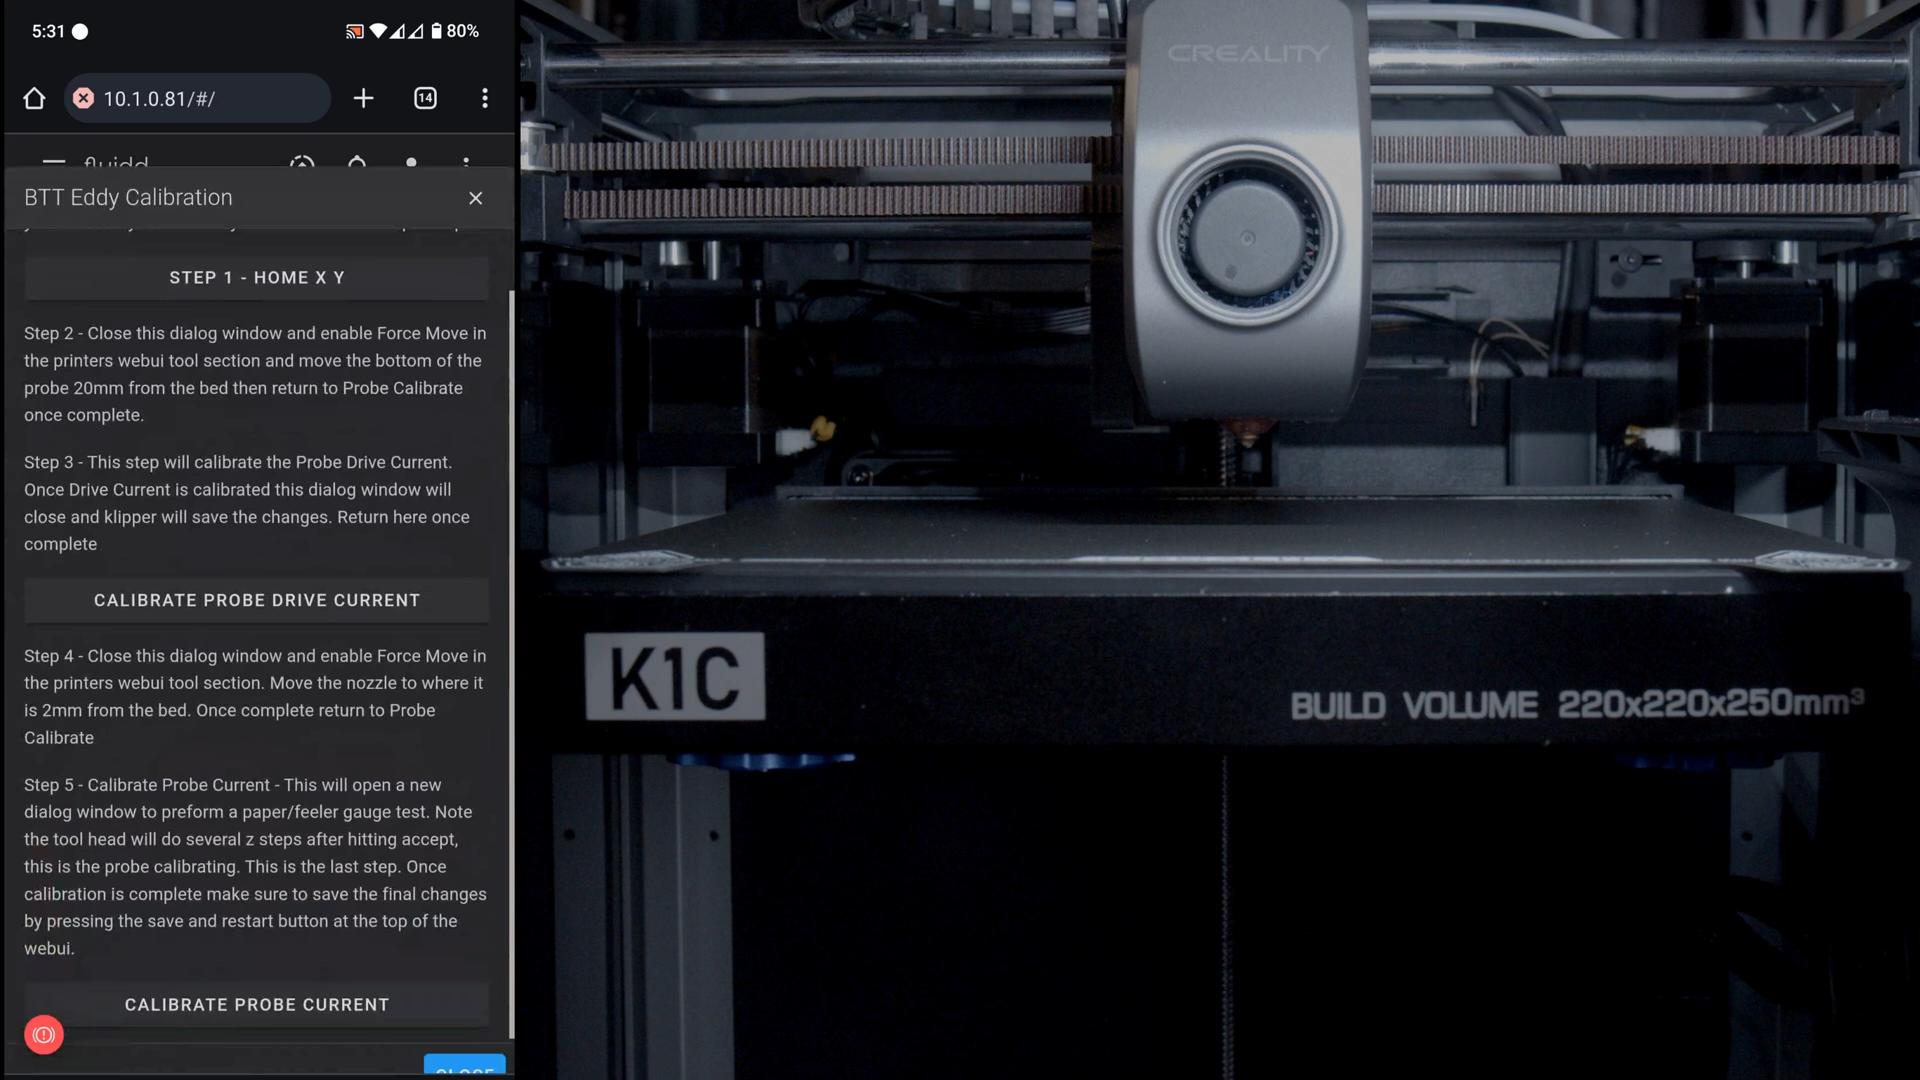 5:31
80%
10.1.0.81/#/
14
fluidd
BTT Eddy Calibration
STEP 1 - HOME X Y
Step 2 - Close this dialog window and enable Force Move in
the printers webui tool section and move the bottom of the
probe 20mm from the bed then return to Probe Calibrate
once complete.
Step 3 - This step will calibrate the Probe Drive Current.
Once Drive Current is calibrated this dialog window will
close and klipper will save the changes. Return here once
complete
CALIBRATE PROBE DRIVE CURRENT
Step 4 - Close this dialog window and enable Force Move in
the printers webui tool section. Move the nozzle to where it
is 2mm from the bed. Once complete return to Probe
Calibrate
Step 5 - Calibrate Probe Current - This will open a new
dialog window to preform a paper/feeler gauge test. Note
the tool head will do several z steps after hitting accept,
this is the probe calibrating. This is the last step. Once
calibration is complete make sure to save the final changes
by pressing the save and restart button at the top of the
webui.
CALIBRATE PROBE CURRENT
CLOSE
CREALITY
K1C
BUILD VOLUME 220x220x250mm³